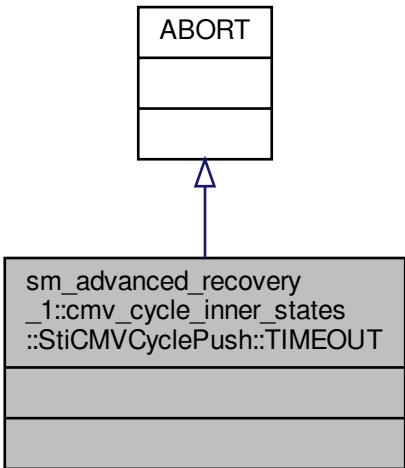 ABORT
sm_advanced_recovery
_1::cmv_cycle_inner_states
::StiCMVCyclePush::TIMEOUT